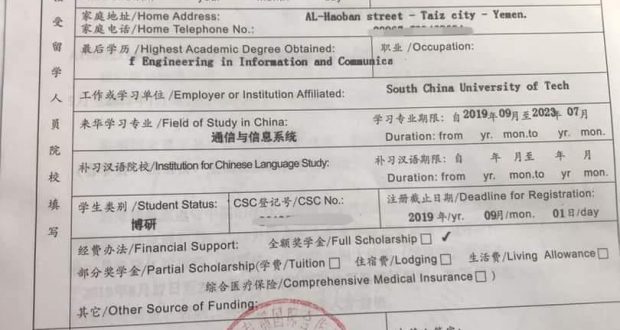 家庭地址/Home Address: AL-Haoban street - Taiz city - Yemen.
家庭电话/Home Telephone No.:
最后学历 /Highest Academic Degree Obtained: 职业 /Occupation:
f Engineering in Information and Communica
工作或学习单位 /Employer or Institution Affiliated: South China University of Tech
来华学习专业 /Field of Study in China: 学习专业期限: 自2019年09月至2023年 07月
通信与信息系统 Duration: from yr. mon.to yr. mon.
补习汉语院校/Institution for Chinese Language Study: 补习汉语期限: 自 年 月至 年 月
Duration: from yr. mon.to yr. mon.
学生类别 /Student Status: CSC登记号/CSC No.: 注册截止日期/Deadline for Registration:
博研 2019 年/yr. 09月/mon. 01日/day
经费办法/Financial Support: 全额奖学金/Full Scholarship □ ✓
部分奖学金/Partial Scholarship(学费/Tuition □ 住宿费/Lodging □ 生活费/Living Allowance□
综合医疗保险/Comprehensive Medical Insurance□ )
其它/Other Source of Funding:
受
留
学
人
员
院
校
填
写